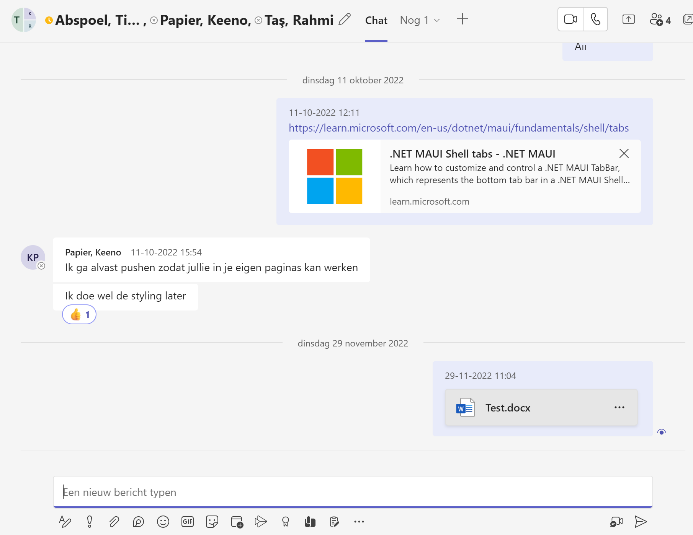 T
Abspoel, Ti... , Papier, Keeno, Taş, Rahmi Chat Nog 1 4
dinsdag 11 oktober 2022
11-10-2022 12:11
https://learn.microsoft.com/en-us/dotnet/maui/fundamentals/shell/tabs
.NET MAUI Shell tabs - .NET MAUI
Learn how to customize and control a .NET MAUI TabBar,
which represents the bottom tab bar in a .NET MAUI Shell...
learn.microsoft.com
KP
Papier, Keeno 11-10-2022 15:54
Ik ga alvast pushen zodat jullie in je eigen paginas kan werken
Ik doe wel de styling later
1
dinsdag 29 november 2022
29-11-2022 11:04
W Test.docx ...
Een nieuw bericht typen
GIF